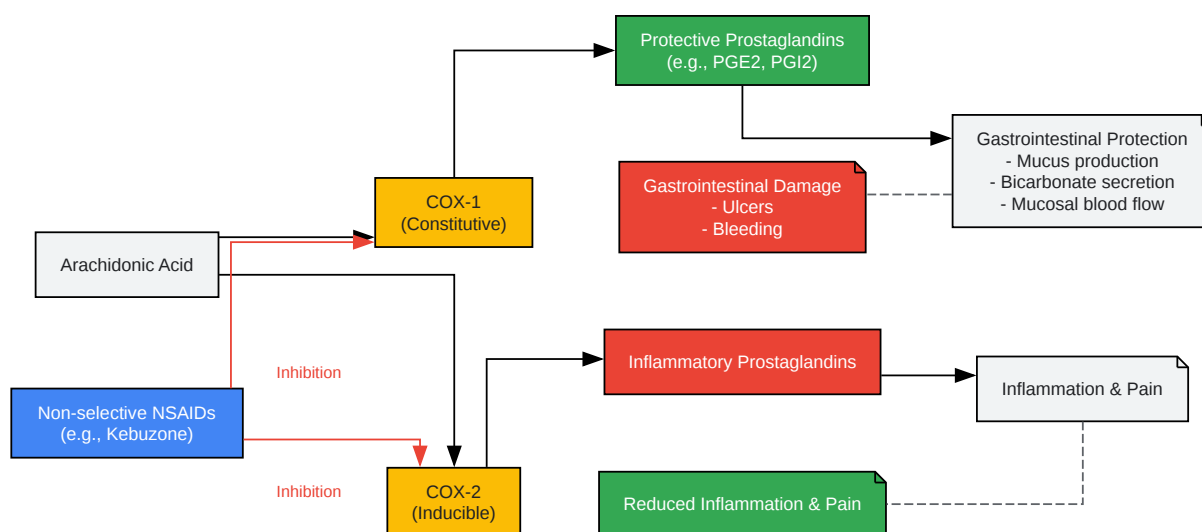 Protective Prostaglandins
(e.g., PGE2, PGI2)
Gastrointestinal Protection
- Mucus production
- Bicarbonate secretion
- Mucosal blood flow
Gastrointestinal Damage
- Ulcers
- Bleeding
COX-1
(Constitutive)
Arachidonic Acid
Inflammatory Prostaglandins
Inflammation & Pain
Inhibition
Non-selective NSAIDs
(e.g., Kebuzone)
Inhibition
COX-2
(Inducible)
Reduced Inflammation & Pain